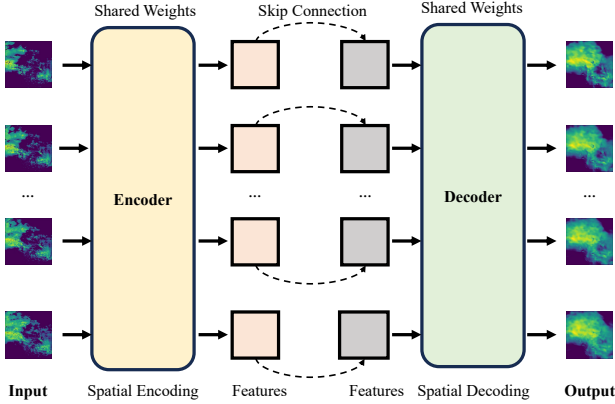 Shared Weights
Skip Connection
Shared Weights
...
Encoder
...
...
Decoder
...
Input
Spatial Encoding
Features
Features
Spatial Decoding
Output